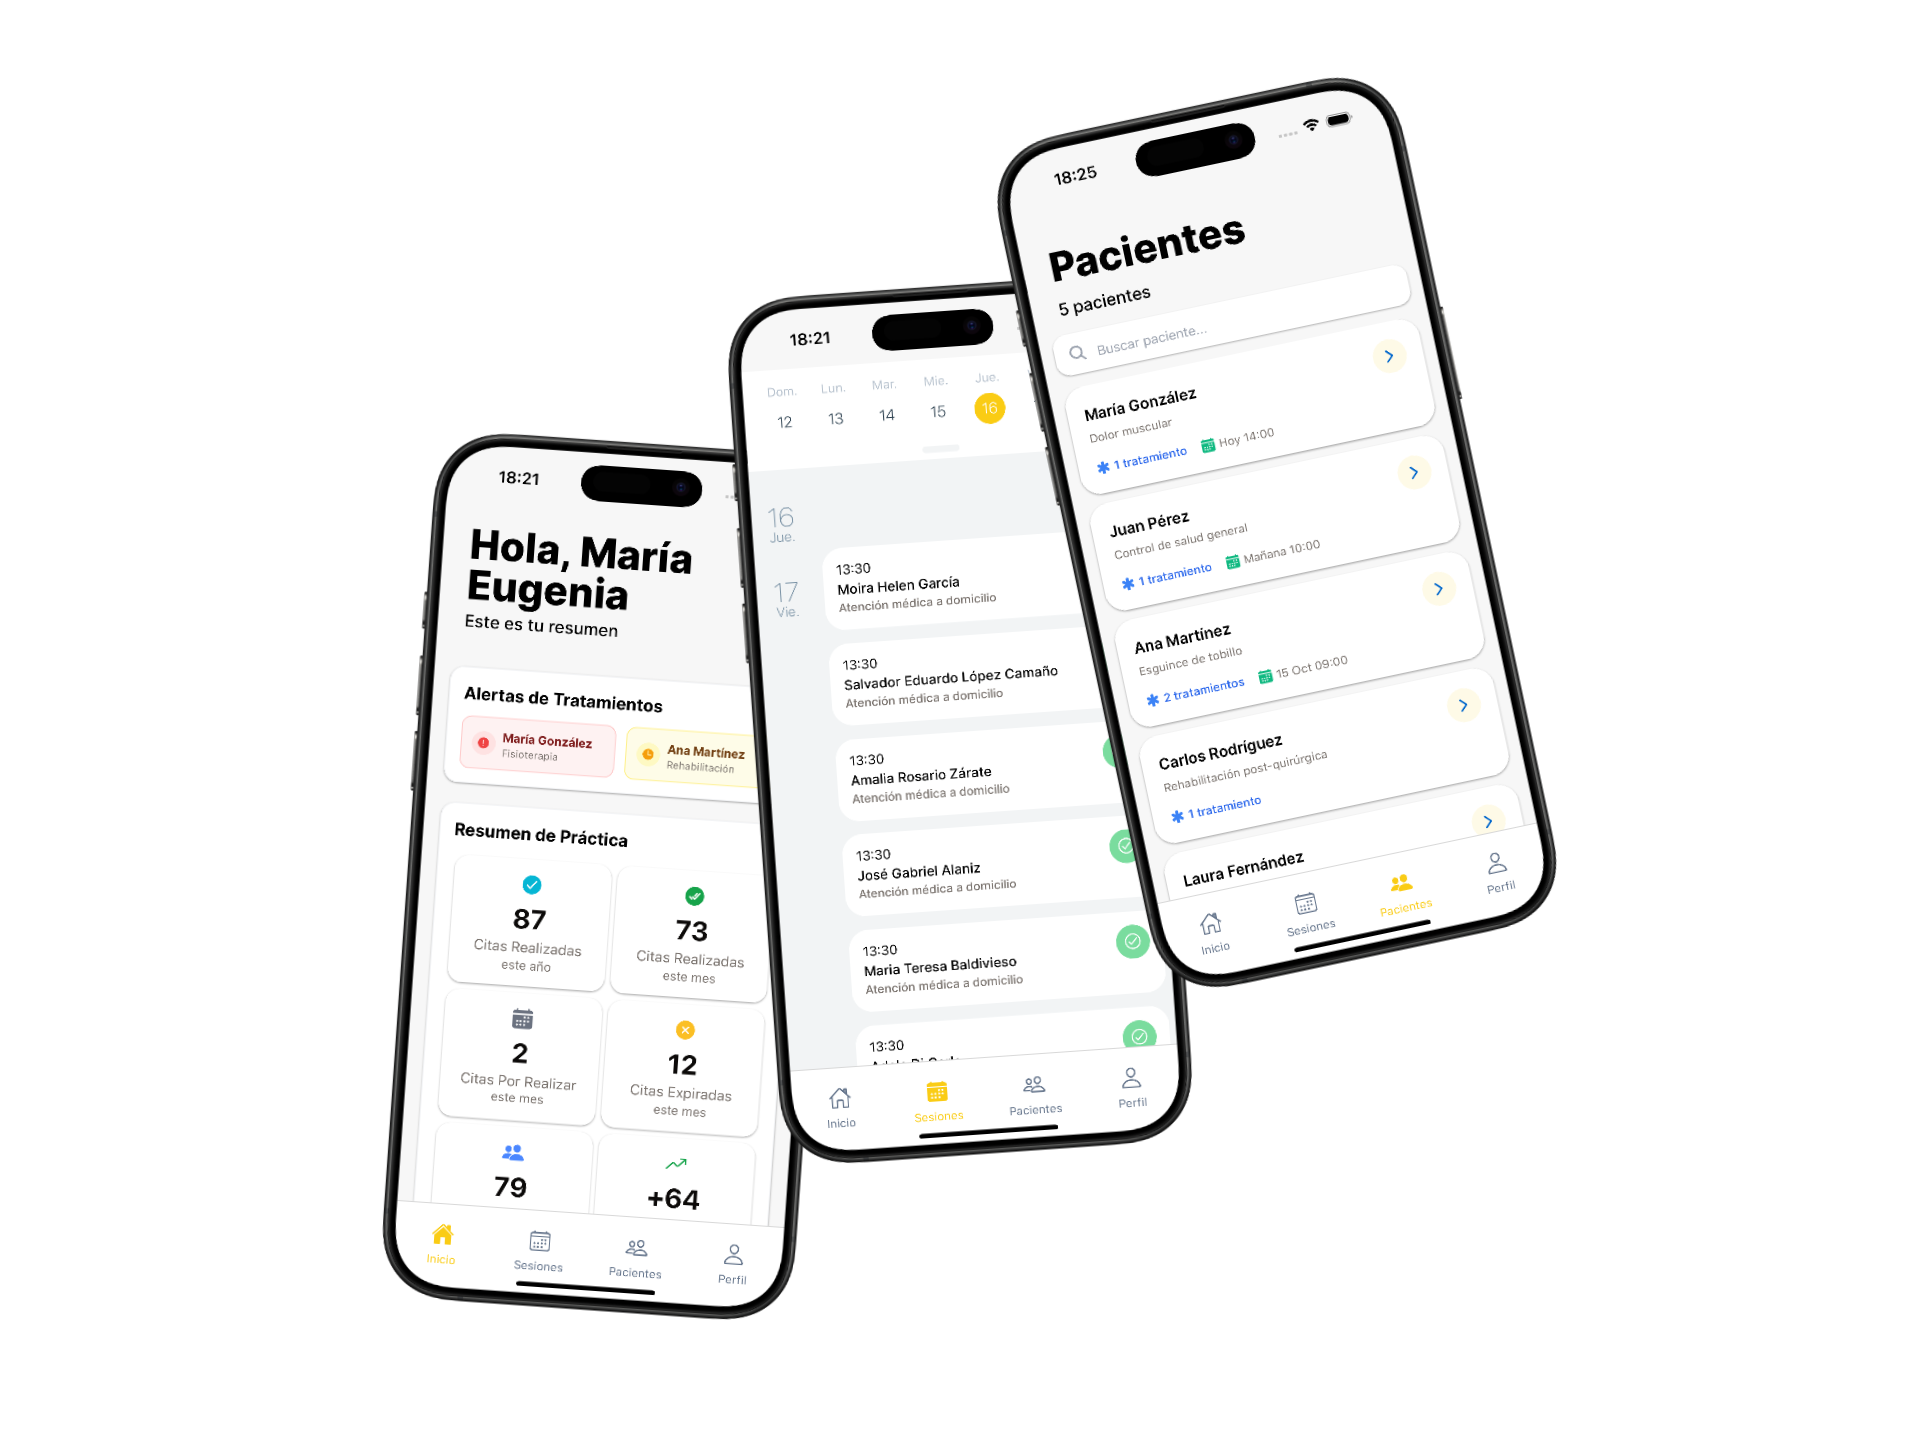 18:21
Hola, María
Eugenia
Este es tu resumen
Alertas de Tratamientos
María González
Fisioterapia
Ana Martínez
Rehabilitación
Resumen de Práctica
87
Citas Realizadas
este año
73
Citas Realizadas
este mes
2
Citas Por Realizar
este mes
12
Citas Expiradas
este mes
79
+64
Inicio
Sesiones
Pacientes
Perfil
18:21
Dom. Lun. Mar. Mie. Jue.
12 13 14 15 16
16
Jue.
17
Vie.
13:30
Moira Helen García
Atención médica a domicilio
13:30
Salvador Eduardo López Camaño
Atención médica a domicilio
13:30
Amalia Rosario Zárate
Atención médica a domicilio
13:30
José Gabriel Alaniz
Atención médica a domicilio
13:30
Maria Teresa Baldivieso
Atención médica a domicilio
13:30
Inicio
Sesiones
Pacientes
Perfil
18:25
Pacientes
5 pacientes
Buscar paciente...
María González
Dolor muscular
1 tratamiento Hoy 14:00
Juan Pérez
Control de salud general
1 tratamiento Mañana 10:00
Ana Martínez
Esguince de tobillo
2 tratamientos 15 Oct 09:00
Carlos Rodríguez
Rehabilitación post-quirúrgica
1 tratamiento
Laura Fernández
Inicio
Sesiones
Pacientes
Perfil